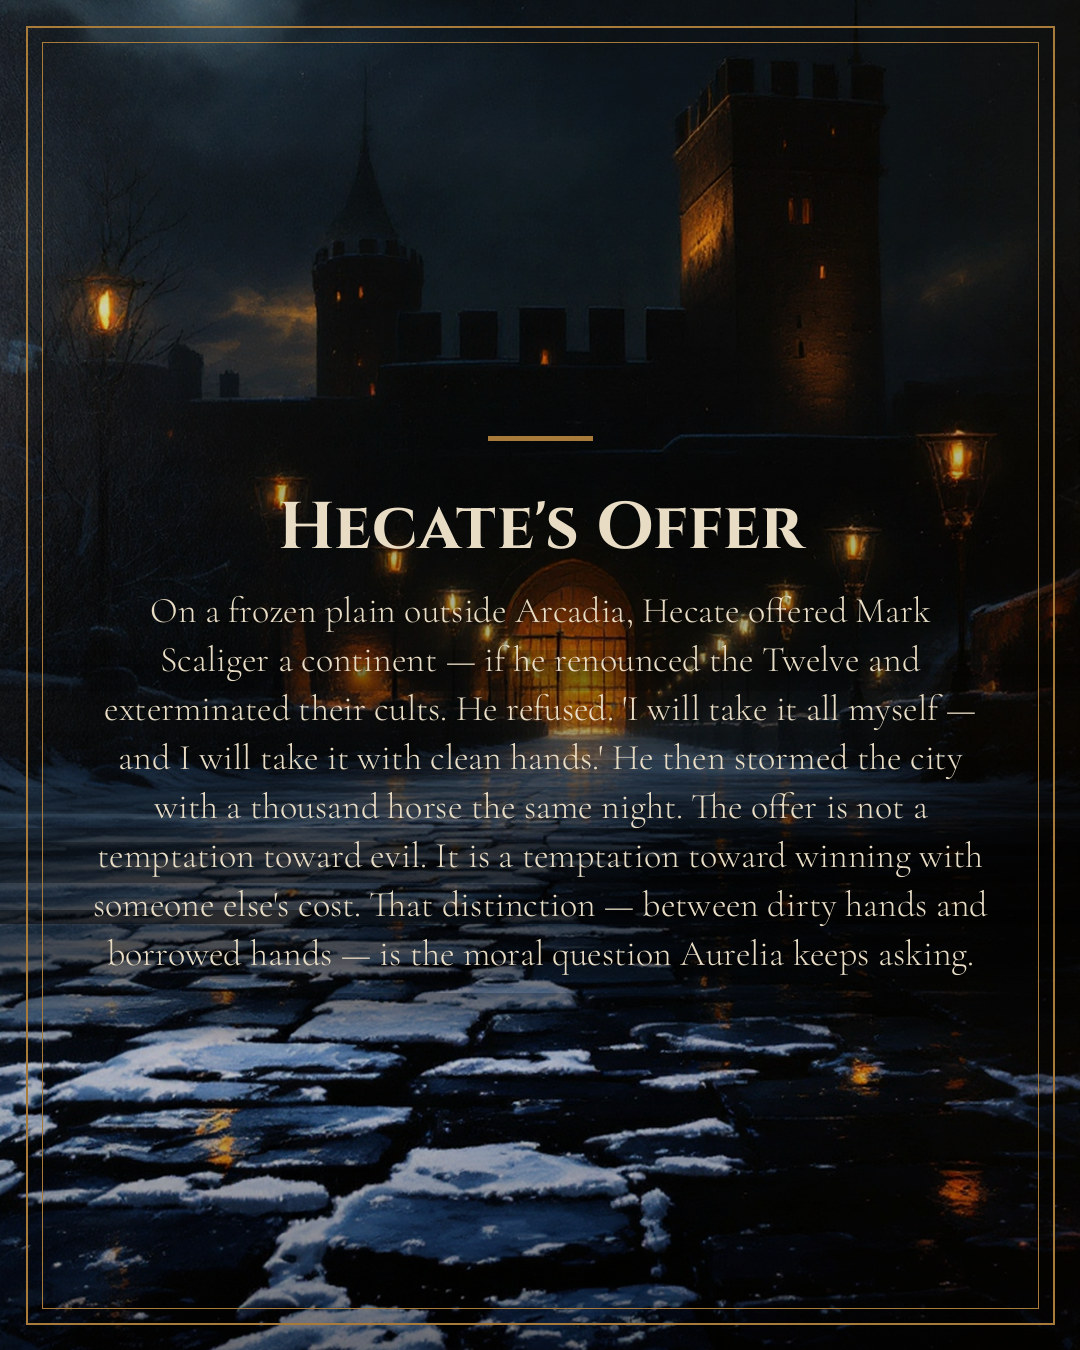 Hecate's Offer
On a frozen plain outside Arcadia, Hecate offered Mark
Scaliger a continent — if he renounced the Twelve and
exterminated their cults. He refused. 'I will take it all myself —
and I will take it with clean hands.' He then stormed the city
with a thousand horse the same night. The offer is not a
temptation toward evil. It is a temptation toward winning with
someone else's cost. That distinction — between dirty hands and
borrowed hands — is the moral question Aurelia keeps asking.